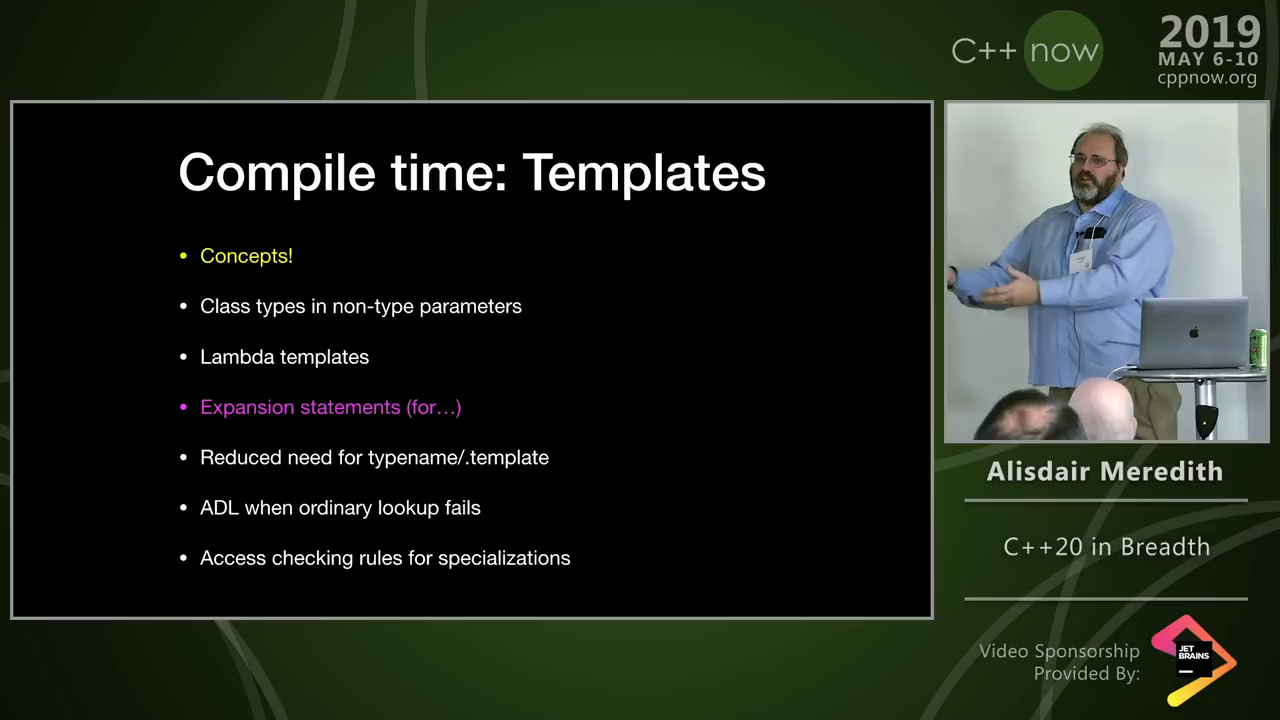 C++ now
2019
MAY 6-10
cppnow.org
Compile time: Templates
• Concepts!
• Class types in non-type parameters
• Lambda templates
• Expansion statements (for…)
• Reduced need for typename/.template
• ADL when ordinary lookup fails
• Access checking rules for specializations
Alisdair Meredith
C++20 in Breadth
Video Sponsorship
Provided By:
JET
BRAINS